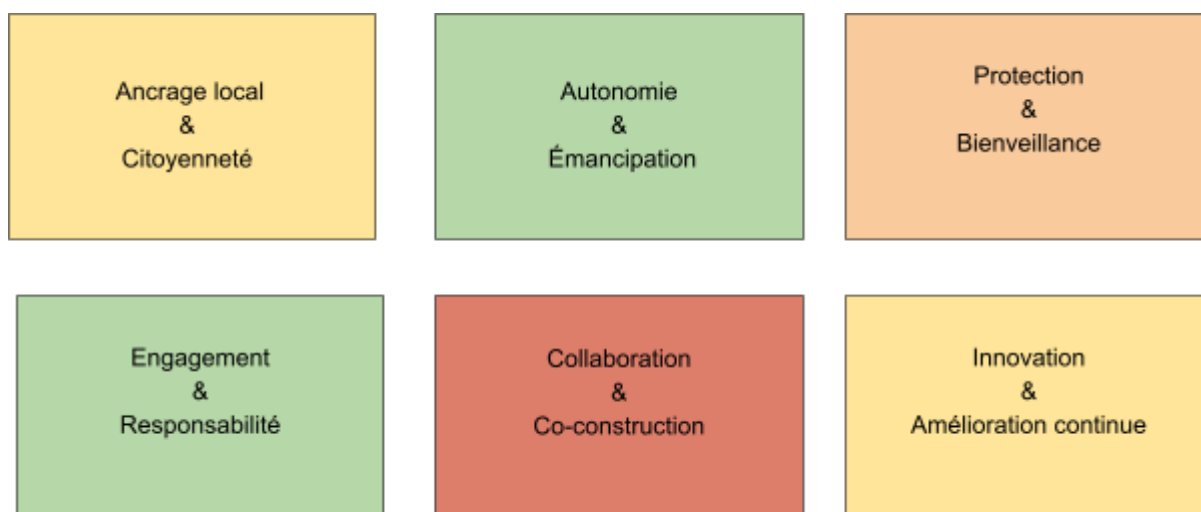 Ancrage local
&
Citoyenneté
Autonomie
&
Émancipation
Protection
&
Bienveillance
Engagement
&
Responsabilité
Collaboration
&
Co-construction
Innovation
&
Amélioration continue